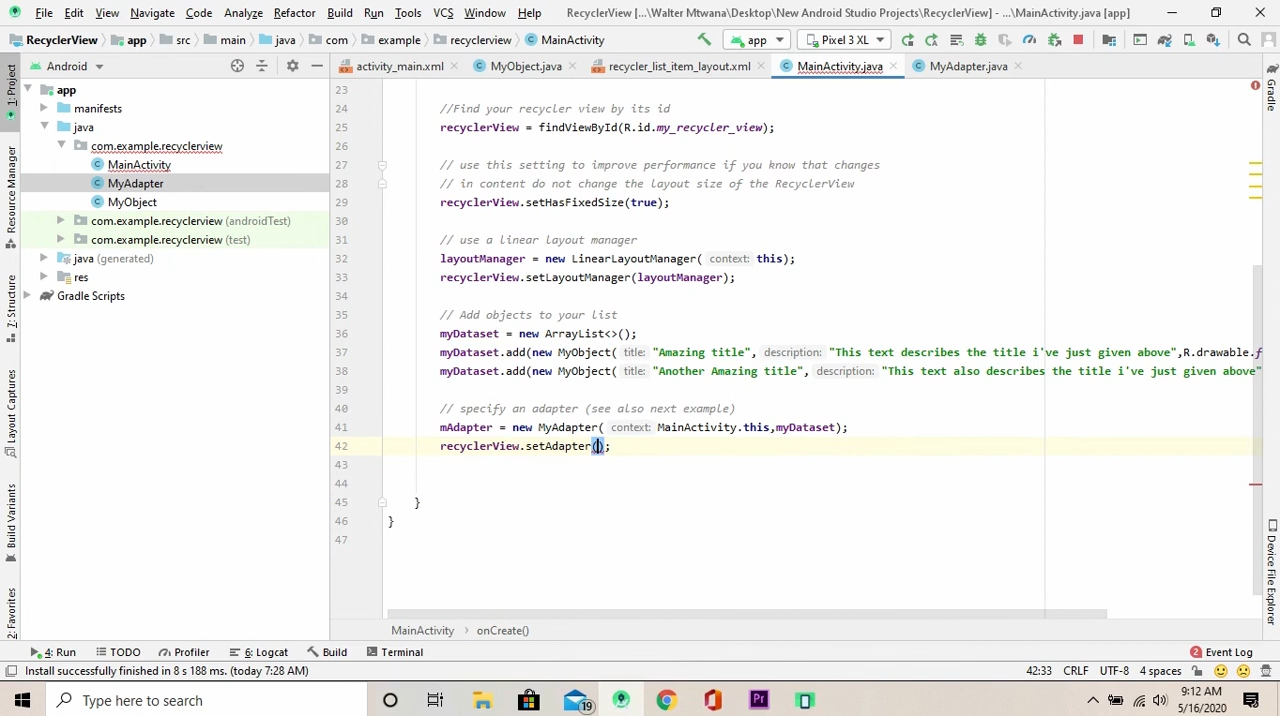 File Edit View Navigate Code Analyze Refactor Build Run Tools VCS Window Help RecyclerView [...\Walter Mtwana\Desktop\New Android Studio Projects\RecyclerView] - ...\MainActivity.java [app]
RecyclerView app src main java com example recyclerview MainActivity app Pixel 3 XL
Android activity_main.xml MyObject.java recycler_list_item_layout.xml MainActivity.java MyAdapter.java
1: Project
Resource Manager
7: Structure
Layout Captures
Build Variants
2: Favorites
app
manifests
java
com.example.recyclerview
MainActivity
MyAdapter
MyObject
com.example.recyclerview (androidTest)
com.example.recyclerview (test)
java (generated)
res
Gradle Scripts
23
24 //Find your recycler view by its id
25 recyclerView = findViewById(R.id.my_recycler_view);
26
27 // use this setting to improve performance if you know that changes
28 // in content do not change the layout size of the RecyclerView
29 recyclerView.setHasFixedSize(true);
30
31 // use a linear layout manager
32 layoutManager = new LinearLayoutManager( context: this);
33 recyclerView.setLayoutManager(layoutManager);
34
35 // Add objects to your list
36 myDataset = new ArrayList<>();
37 myDataset.add(new MyObject( title: "Amazing title", description: "This text describes the title i've just given above",R.drawable.f
38 myDataset.add(new MyObject( title: "Another Amazing title", description: "This text also describes the title i've just given above"
39
40 // specify an adapter (see also next example)
41 mAdapter = new MyAdapter( context: MainActivity.this,myDataset);
42 recyclerView.setAdapter();
43
44
45 }
46 }
47
Gradle
Device File Explorer
MainActivity › onCreate()
4: Run TODO Profiler 6: Logcat Build Terminal 2 Event Log
Install successfully finished in 8 s 188 ms. (today 7:28 AM) 42:33 CRLF UTF-8 4 spaces
Type here to search 19 Pr 9:12 AM
5/16/2020